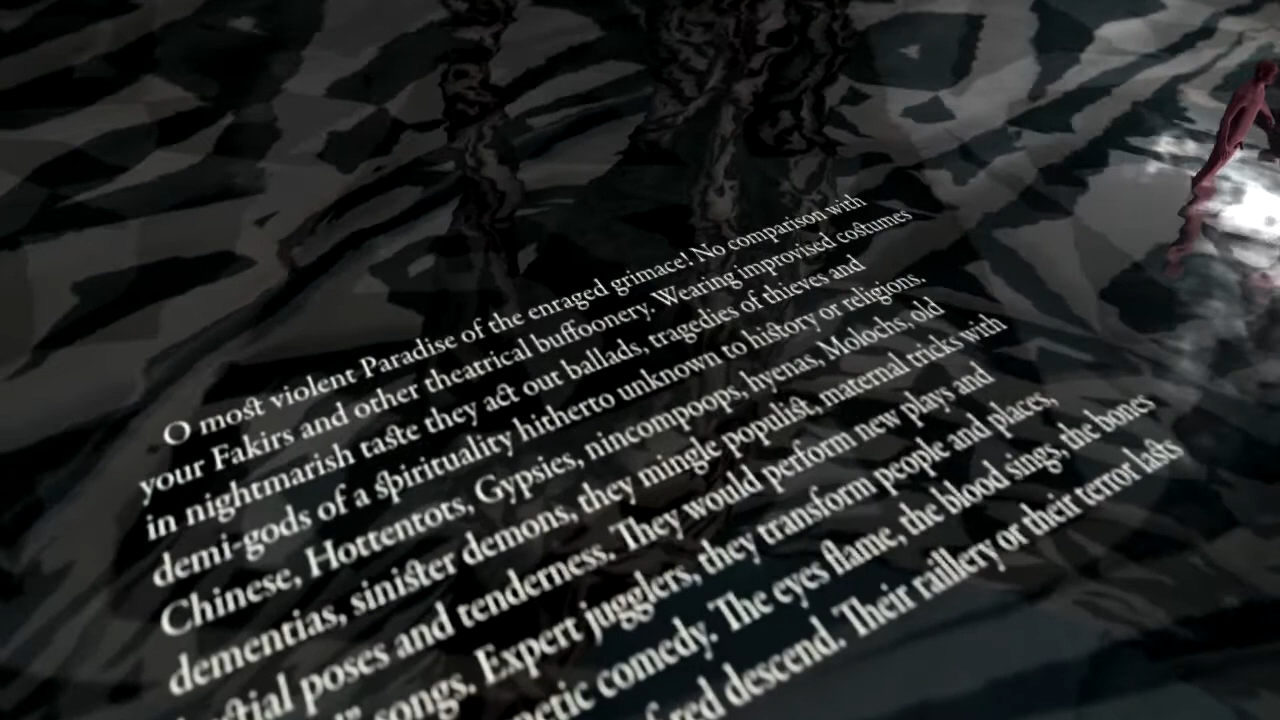 O most violent Paradise of the enraged grimace! No comparison with
your Fakirs and other theatrical buffoonery. Wearing improvised costumes
in nightmarish taste they act out ballads, tragedies of thieves and
demi-gods of a spirituality hitherto unknown to history or religions.
Chinese, Hottentots, Gypsies, nincompoops, hyenas, Molochs, old
dementias, sinister demons, they mingle populist, maternal tricks with
poses and tenderness. They would perform new plays and
songs. Expert jugglers, they transform people and places,
comedy. The eyes flame, the blood sings, the bones
red descend. Their raillery or their terror lasts